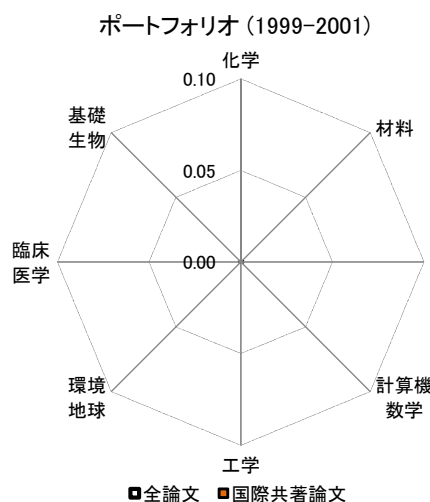 ポートフォリオ (1999-2001)
化学
0.10
基礎
生物
材料
0.05
臨床
医学
0.00
環境
地球
計算機
数学
工学
全論文 国際共著論文